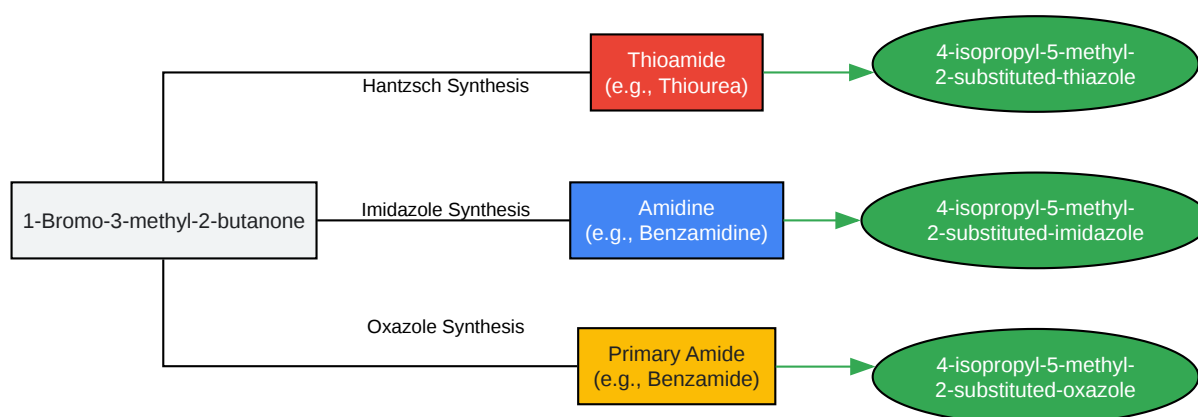 Thioamide
(e.g., Thiourea)
4-isopropyl-5-methyl-
2-substituted-thiazole
Hantzsch Synthesis
1-Bromo-3-methyl-2-butanone
Imidazole Synthesis
Amidine
(e.g., Benzamidine)
4-isopropyl-5-methyl-
2-substituted-imidazole
Oxazole Synthesis
Primary Amide
(e.g., Benzamide)
4-isopropyl-5-methyl-
2-substituted-oxazole